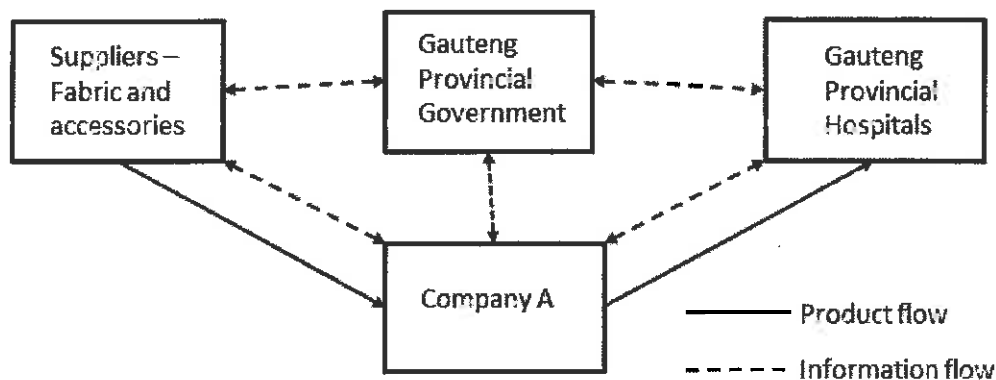 Suppliers –
Fabric and
accessories
Gauteng
Provincial
Government
Gauteng
Provincial
Hospitals
Company A
Product flow
Information flow